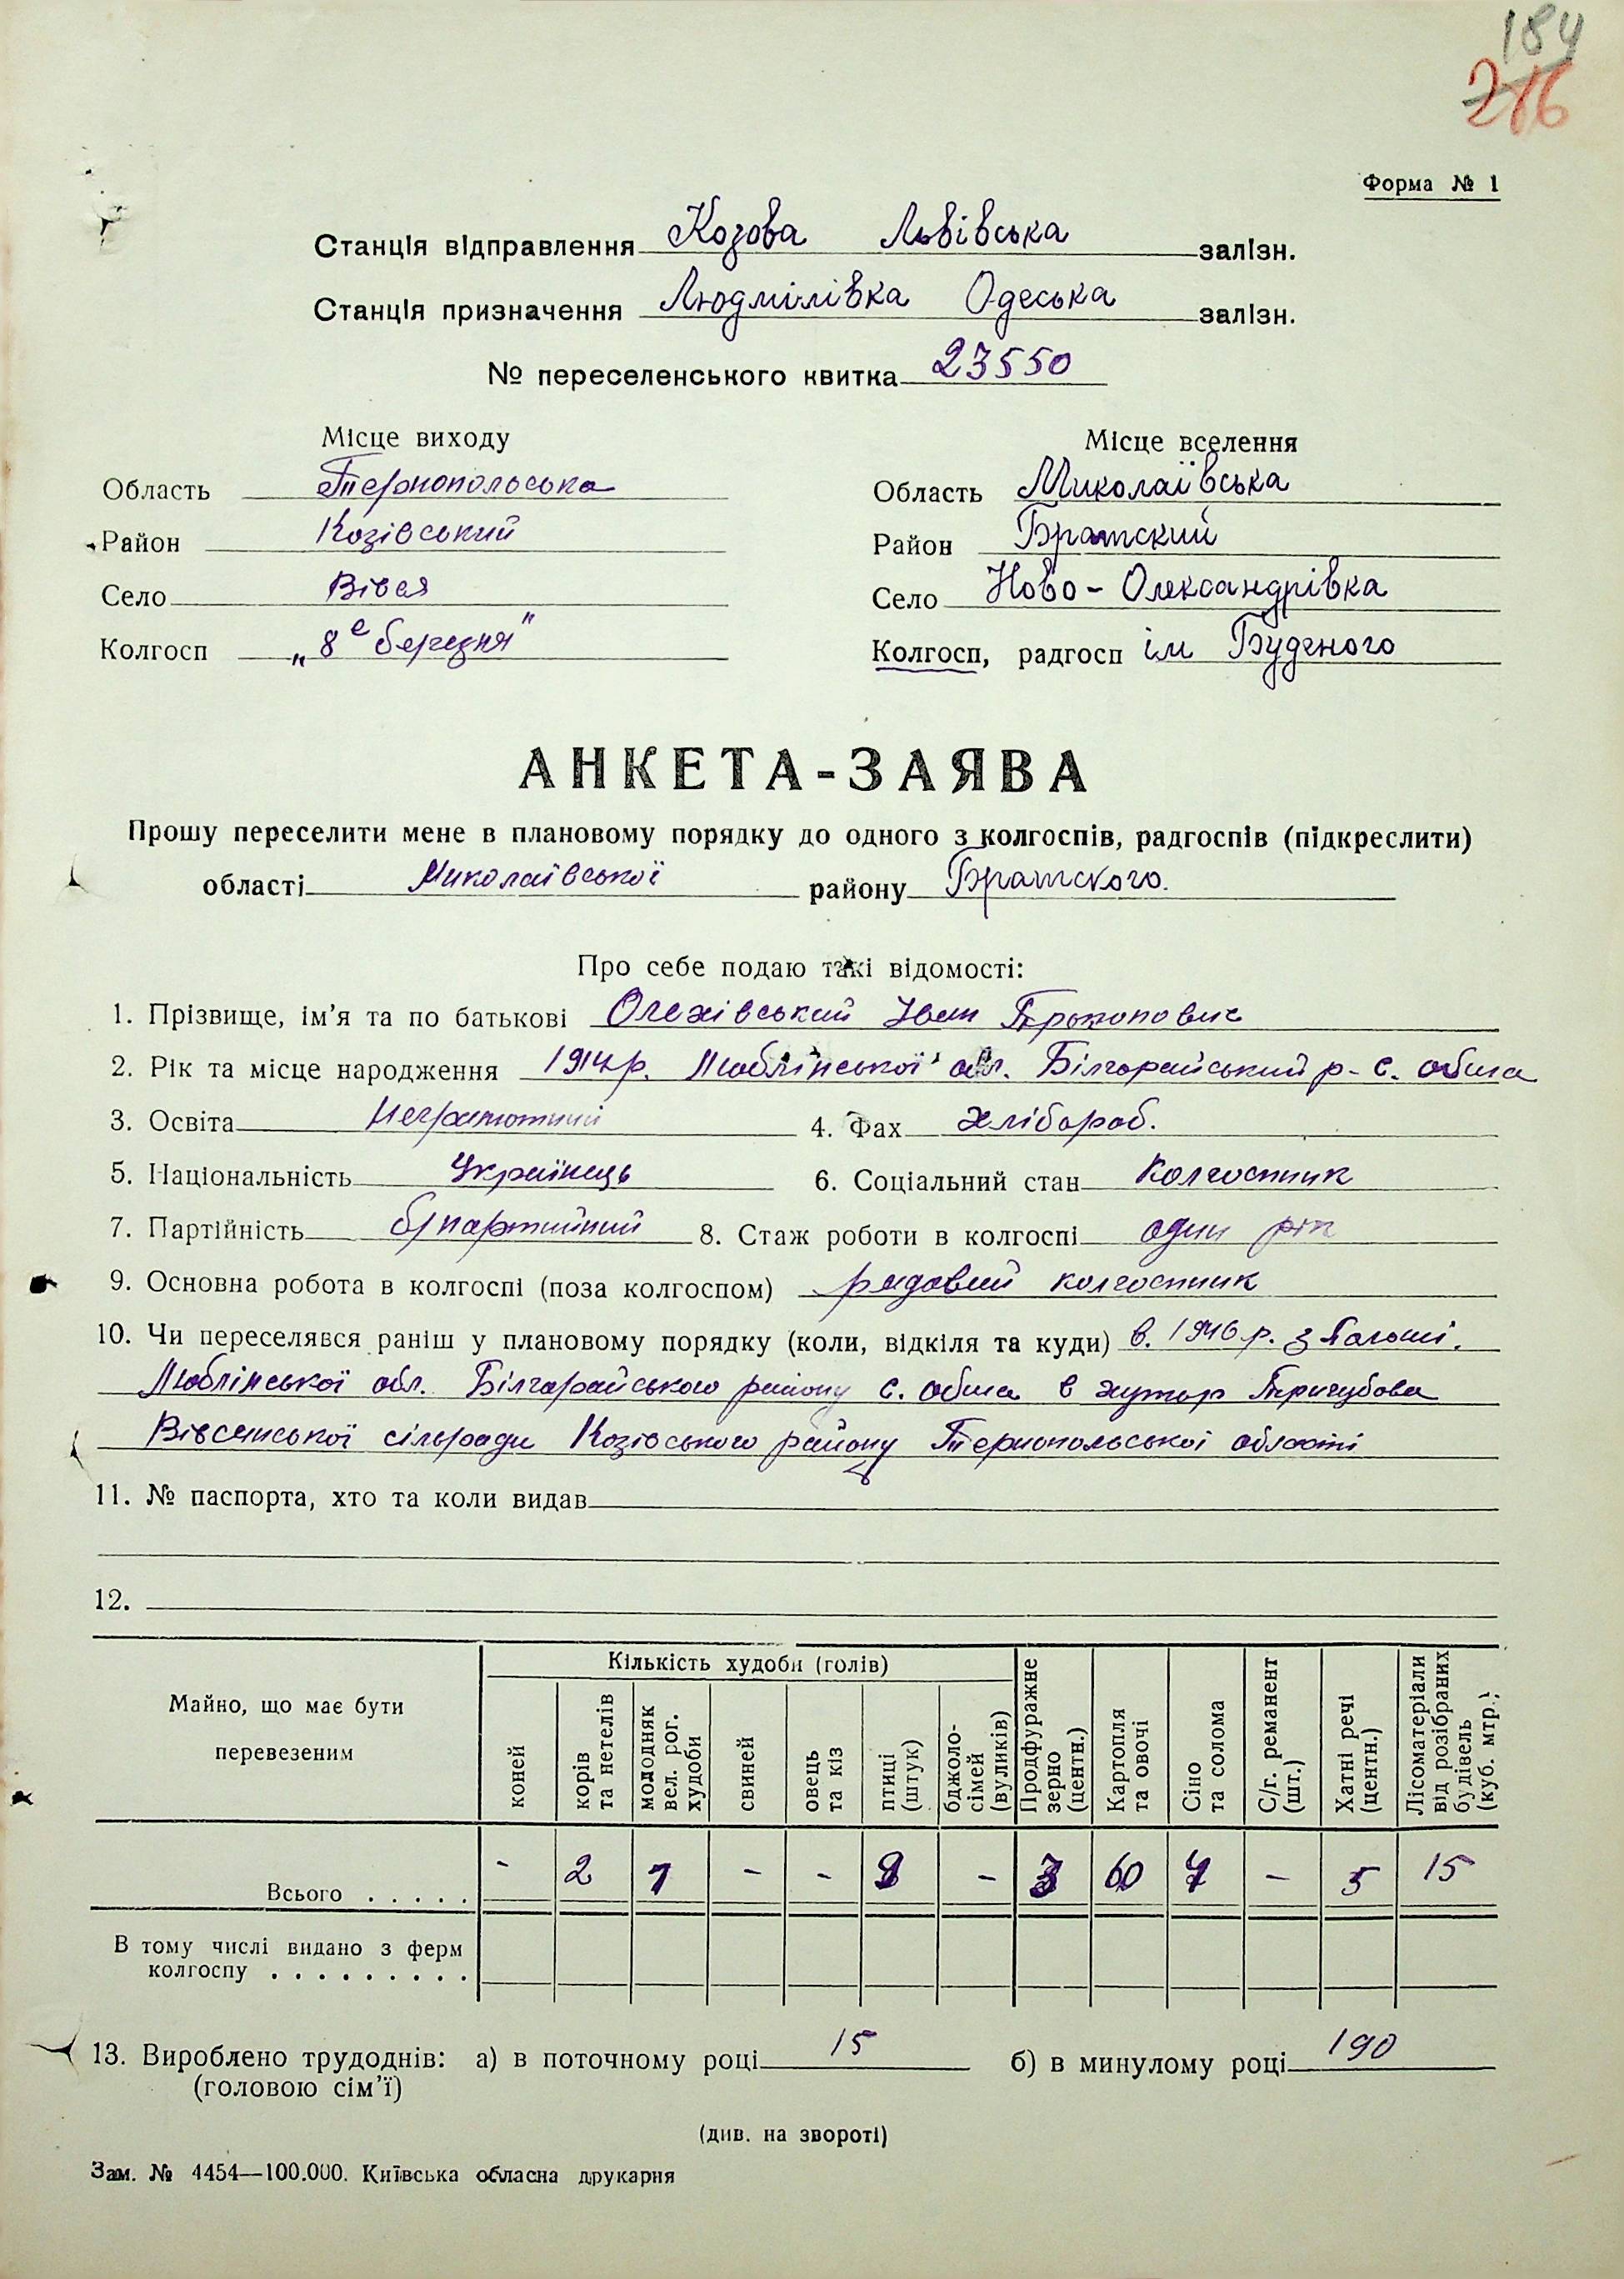 184
216
Форма № 1
Станція відправлення Козова Львівська залізн.
Станція призначення Людмілівка Одеська залізн.
№ переселенського квитка 23550
Місце виходу
Місце вселення
Область Тернопольська
Область Миколаївська
Район Козівський
Район Братский
Село Вівся
Село Ново-Олександрівка
Колгосп „8е березня"
Колгосп, радгосп ім Буденого
АНКЕТА-ЗАЯВА
Прошу переселити мене в плановому порядку до одного з колгоспів, радгоспів (підкреслити)
області Миколаївської району Братского.
Про себе подаю такі відомості:
1. Прізвище, ім'я та по батькові Олехівський Іван Прокопович
2. Рік та місце народження 1914р. Люблінської обл. Білгорайський р- с. обша
3. Освіта Неграмотний 4. Фах хлібороб.
5. Національність Українець 6. Соціальний стан Колгоспник
7. Партійність б/партийний 8. Стаж роботи в колгоспі один рік
9. Основна робота в колгоспі (поза колгоспом) рядовий колгоспник
10. Чи переселявся раніш у плановому порядку (коли, відкіля та куди) в. 1946р. з
Люблінської обл. Білгорайського району с. обша в хутор
Вівсянської сільради Козівського району Тернопольської області
11. № паспорта, хто та коли видав
12.
Майно, що має бути перевезеним
Кількість худоби (голів)
коней
корів та нетелів
молодняк вел. рог. худоби
свиней
овець та кіз
птиці (штук)
бджоло-сімей (вуликів)
Продфуражне зерно (центн.)
Картопля та овочі
Сіно та солома
С/г. реманент (шт.)
Хатні речі (центн.)
Лісоматеріали від розібраних будівель (куб. мтр.)
Всього . . . . . - 2 1 - - - 3 60 - 5 15
В тому числі видано з ферм
колгоспу . . . . . . . . .
13. Вироблено трудоднів: а) в поточному році 15 б) в минулому році 190
(головою сім'ї)
(див. на звороті)
Зам. № 4454—100.000. Київська обласна друкарня